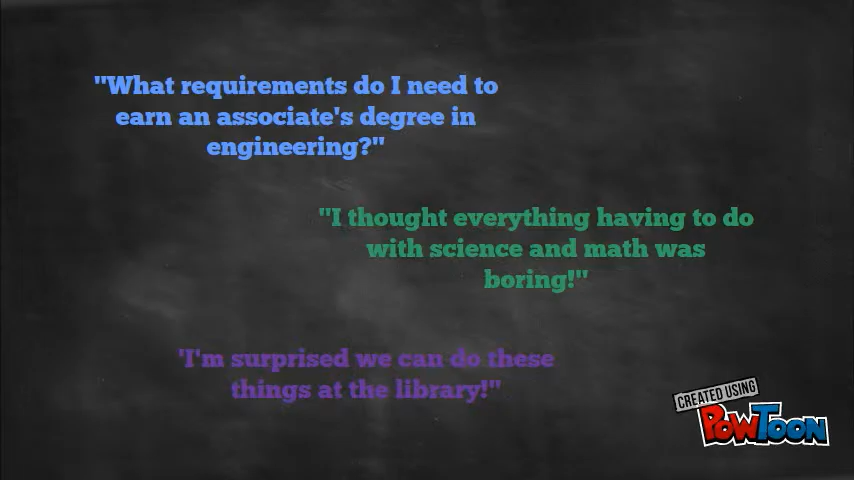 "What requirements do I need to
earn an associate's degree in
engineering?"
"I thought everything having to do
with science and math was
boring!"
'I'm surprised we can do these
things at the library!"
CREATED USING
POWTOON